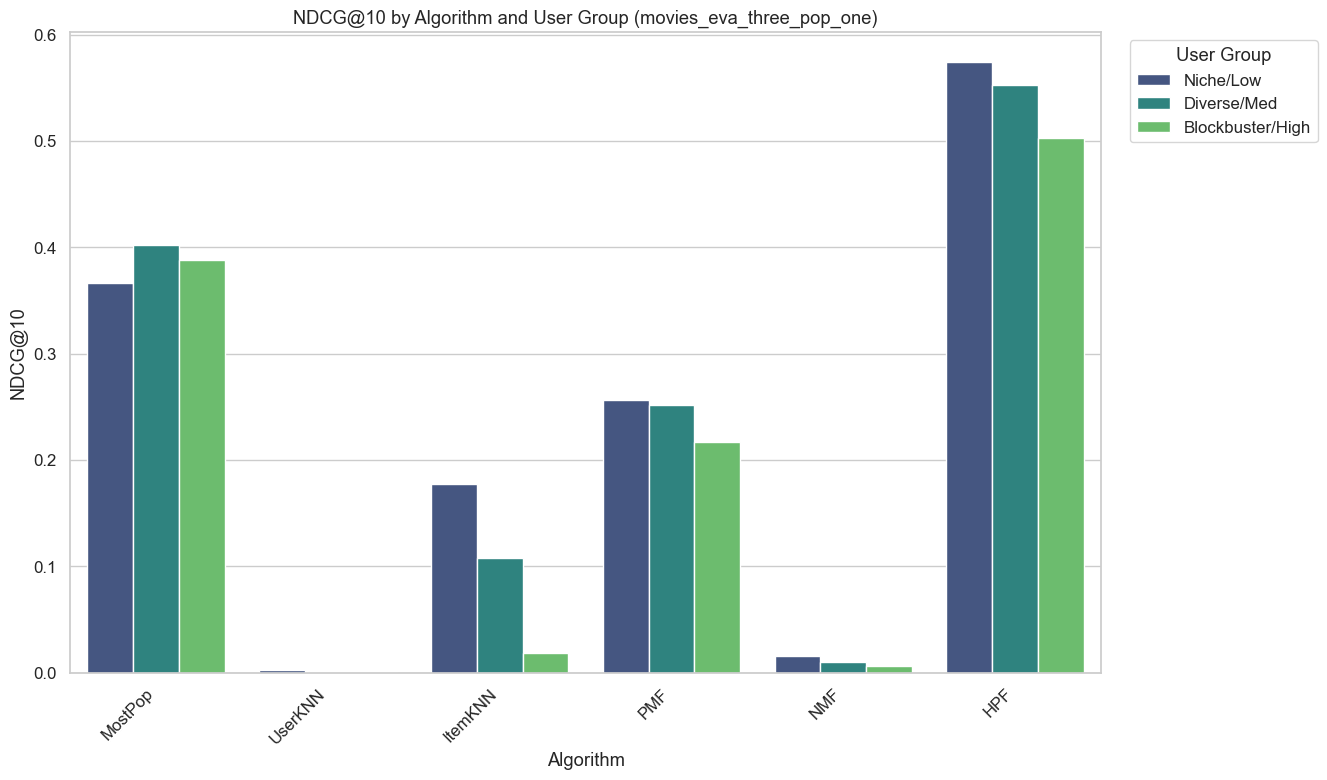 NDCG@10 by Algorithm and User Group (movies_eva_three_pop_one)
User Group
Niche/Low
Diverse/Med
Blockbuster/High
NDCG@10
0.6
0.5
0.4
0.3
0.2
0.1
0.0
MostPop
UserKNN
ItemKNN
PMF
NMF
HPF
Algorithm